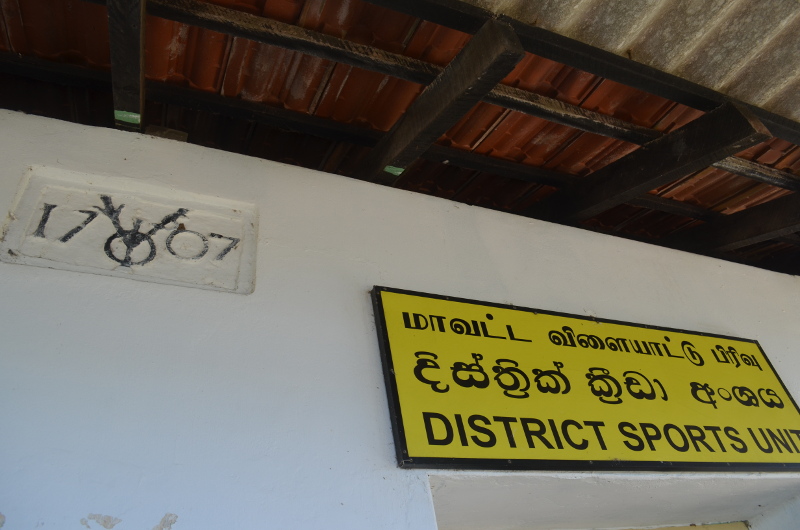 17 VOC 07
மாவட்ட விளையாட்டு பிரிவு
දිස්ත්‍රික් ක්‍රීඩා අංශය
DISTRICT SPORTS UNIT